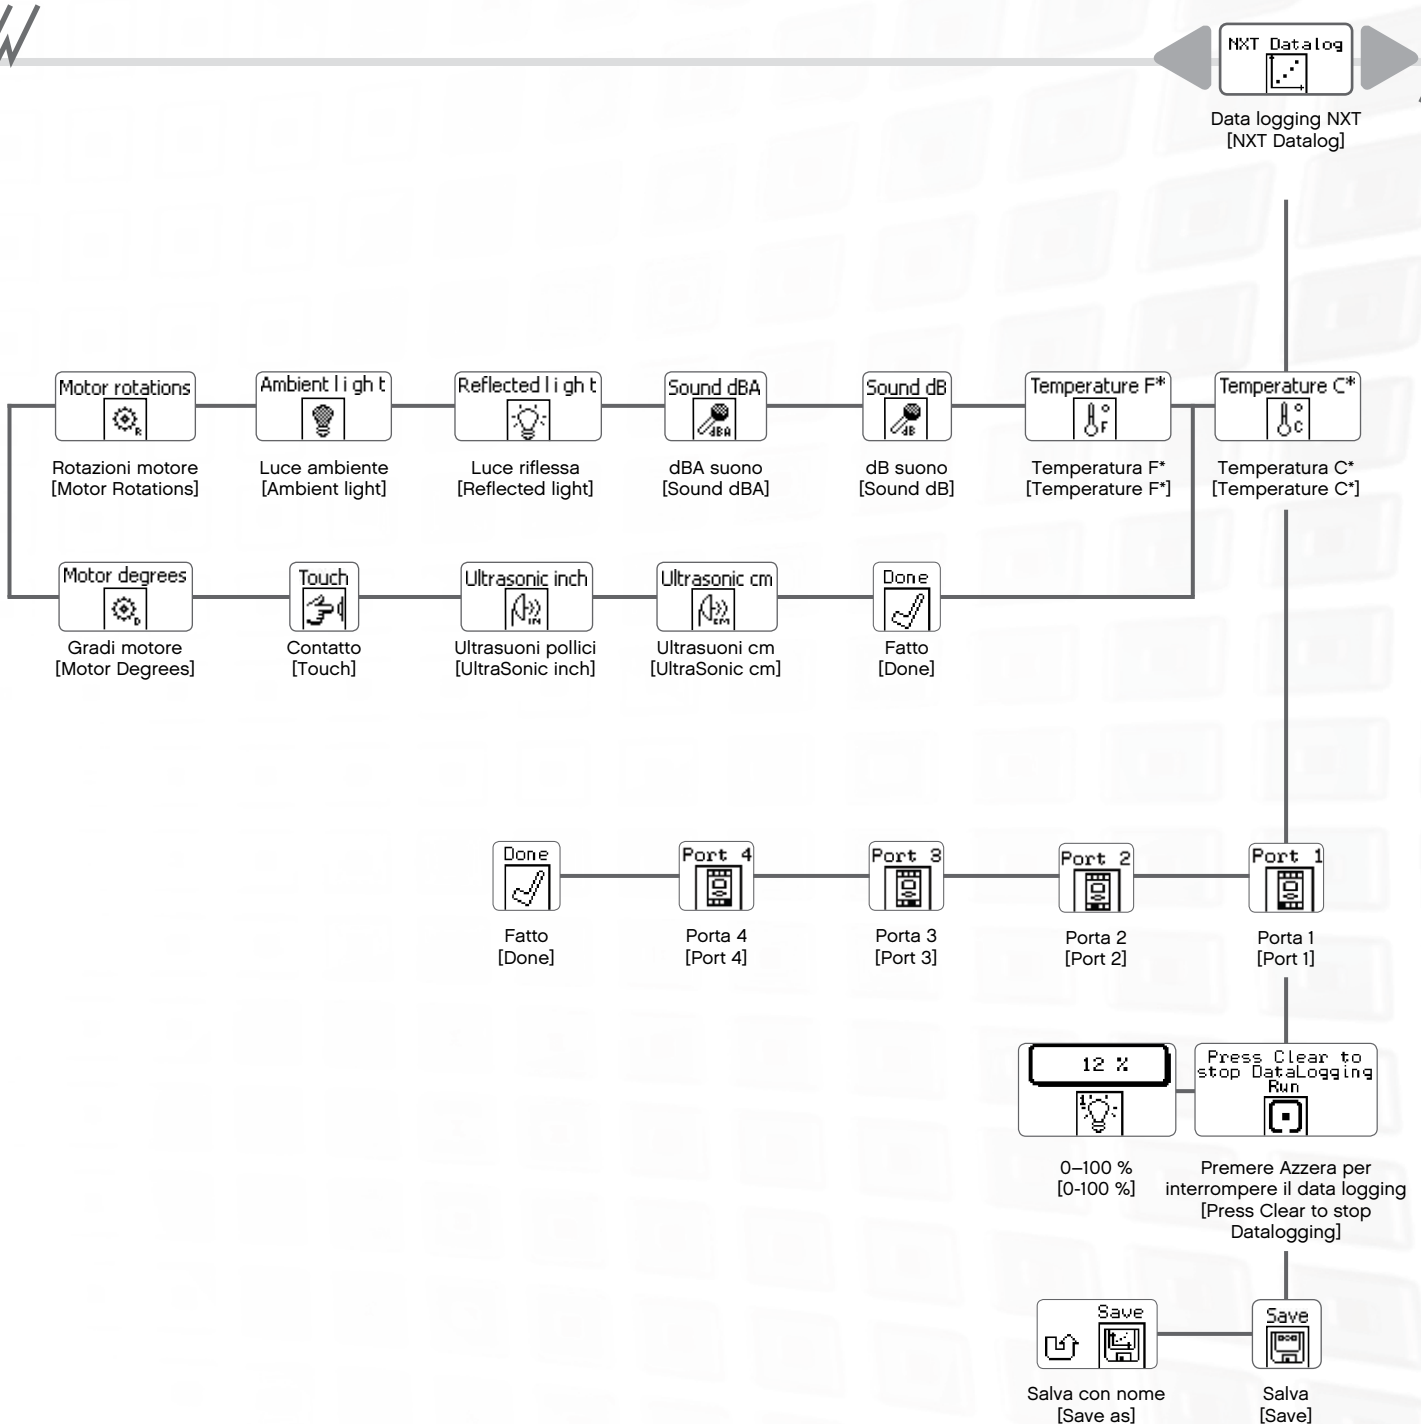 NXT Datalog
Data logging NXT
[NXT Datalog]
Motor rotations
Ambient light
Reflected light
Sound dBA
Sound dB
Temperature F*
Temperature C*
R
dBA
dB
F
C
Rotazioni motore
[Motor Rotations]
Luce ambiente
[Ambient light]
Luce riflessa
[Reflected light]
dBA suono
[Sound dBA]
dB suono
[Sound dB]
Temperatura F*
[Temperature F*]
Temperatura C*
[Temperature C*]
Motor degrees
Touch
Ultrasonic inch
Ultrasonic cm
Done
D
IN
CM
Gradi motore
[Motor Degrees]
Contatto
[Touch]
Ultrasuoni pollici
[UltraSonic inch]
Ultrasuoni cm
[UltraSonic cm]
Fatto
[Done]
Done
Port 4
Port 3
Port 2
Port 1
Fatto
[Done]
Porta 4
[Port 4]
Porta 3
[Port 3]
Porta 2
[Port 2]
Porta 1
[Port 1]
12 %
1
Press Clear to
stop DataLogging
Run
0–100 %
[0-100 %]
Premere Azzera per
interrompere il data logging
[Press Clear to stop
Datalogging]
Save
Save
Salva con nome
[Save as]
Salva
[Save]